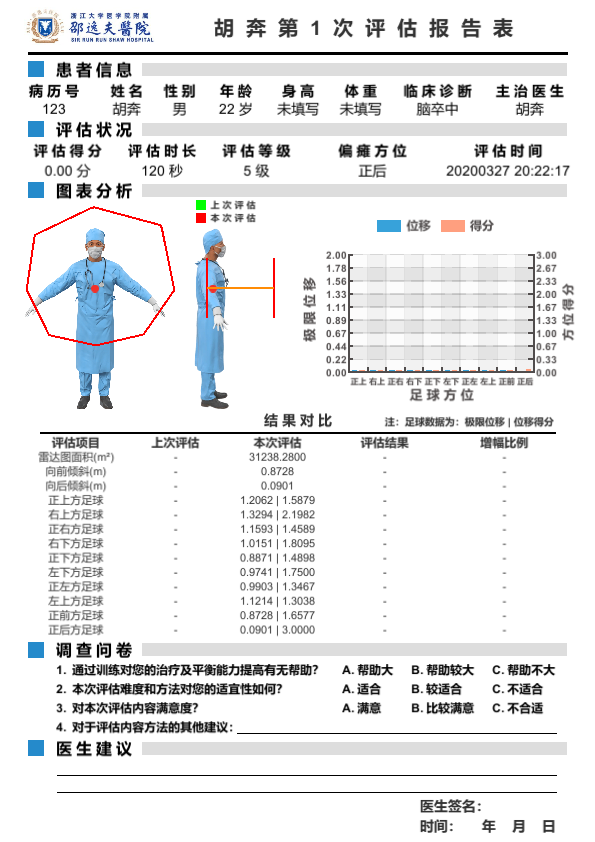 浙江大学医学院附属
邵逸夫醫院
SIR RUN RUN SHAW HOSPITAL
胡奔第1次评估报告表
患者信息
病历号 姓名 性别 年龄 身高 体重 临床诊断 主治医生
123 胡奔 男 22 岁 未填写 未填写 脑卒中 胡奔
评估状况
评估得分 评估时长 评估等级 偏瘫方位 评估时间
0.00 分 120 秒 5 级 正后 20200327 20:22:17
图表分析
上次评估
本次评估
位移 得分
极限位移
2.00 3.00
1.78 2.67
1.56 2.33
1.33 2.00
1.11 1.67
0.89 1.33
0.67 1.00
0.44 0.67
0.22 0.33
0.00 0.00
方位得分
正上 右上 正右 右下 正下 左下 正左 左上 正前 正后
足球方位
结果对比 注: 足球数据为: 极限位移 | 位移得分
评估项目 上次评估 本次评估 评估结果 增幅比例
雷达图面积(m²) - 31238.2800 - -
向前倾斜(m) - 0.8728 - -
向后倾斜(m) - 0.0901 - -
正上方足球 - 1.2062 | 1.5879 - -
右上方足球 - 1.3294 | 2.1982 - -
正右方足球 - 1.1593 | 1.4589 - -
右下方足球 - 1.0151 | 1.8095 - -
正下方足球 - 0.8871 | 1.4898 - -
左下方足球 - 0.9741 | 1.7500 - -
正左方足球 - 0.9903 | 1.3467 - -
左上方足球 - 1.1214 | 1.3038 - -
正前方足球 - 0.8728 | 1.6577 - -
正后方足球 - 0.0901 | 3.0000 - -
调查问卷
1. 通过训练对您的治疗及平衡能力提高有无帮助? A. 帮助大 B. 帮助较大 C. 帮助不大
2. 本次评估难度和方法对您的适宜性如何? A. 适合 B. 较适合 C. 不适合
3. 对本次评估内容满意度? A. 满意 B. 比较满意 C. 不合适
4. 对于评估内容方法的其他建议:
医生建议
医生签名:
时间: 年 月 日